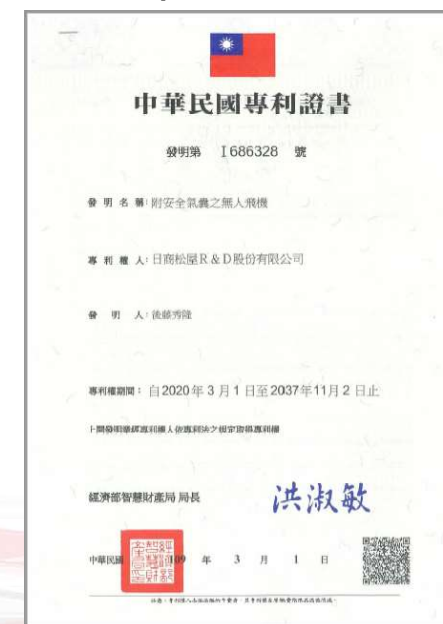 中華民國專利證書
發明第 I686328 號
發明名稱:附安全氣囊之無人飛機
專利權人:日商松屋R&D股份有限公司
發明人:後藤秀隆
專利權期間:自2020年3月1日至2037年11月2日止
上開發明業經專利權人依專利法之規定取得專利權
經濟部智慧財產局 局長 洪淑敏
中華民國 109 年 3 月 1 日